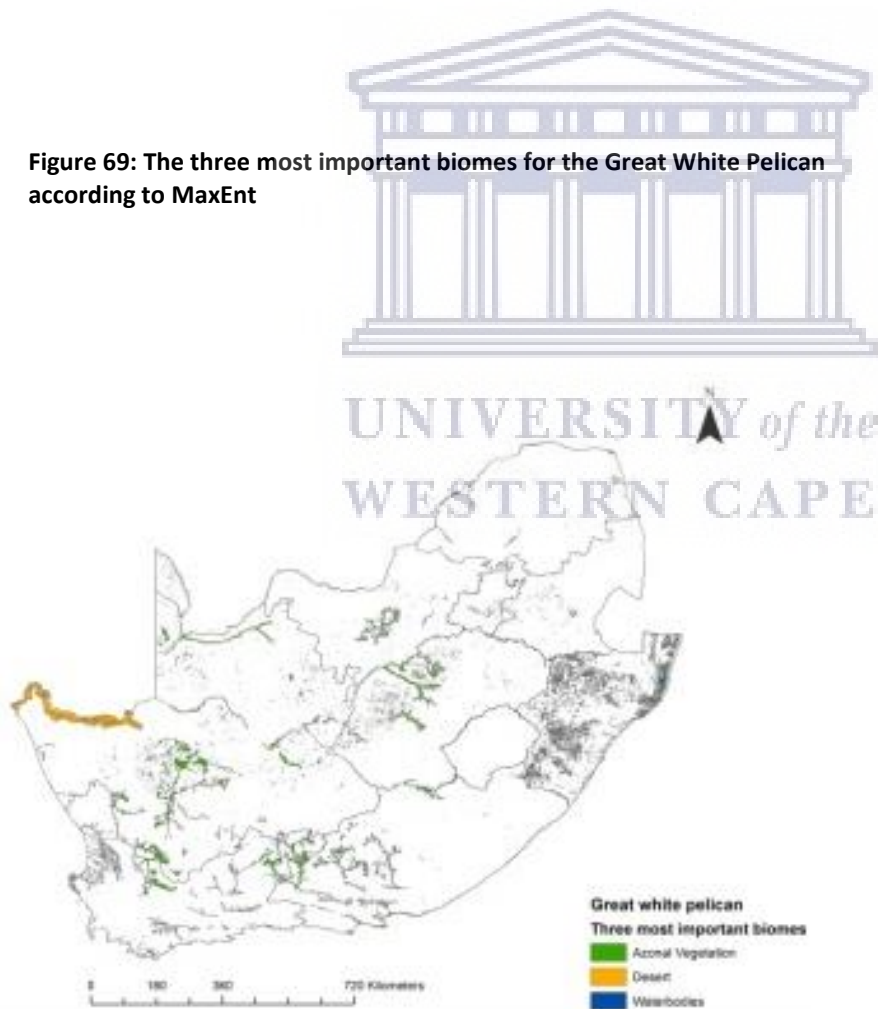 Figure 69: The three most important biomes for the Great White Pelican
according to MaxEnt
UNIVERSITY of the
WESTERN CAPE
N
Great white pelican
Three most important biomes
Azonal Vegetation
Desert
Waterbodies
0 180 360 720 Kilometers